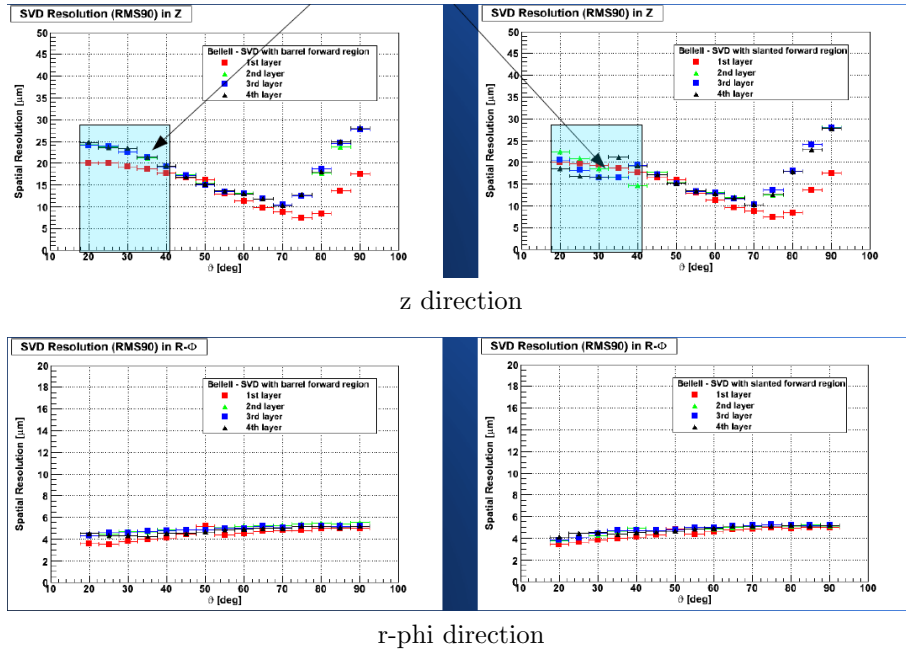 SVD Resolution (RMS90) in Z
Spatial Resolution [μm]
50
45
40
35
30
25
20
15
10
5
0
BelleII - SVD with barrel forward region
1st layer
2nd layer
3rd layer
4th layer
10 20 30 40 50 60 70 80 90 100
ϑ [deg]
SVD Resolution (RMS90) in Z
Spatial Resolution [μm]
50
45
40
35
30
25
20
15
10
5
0
BelleII - SVD with slanted forward region
1st layer
2nd layer
3rd layer
4th layer
10 20 30 40 50 60 70 80 90 100
ϑ [deg]
z direction
SVD Resolution (RMS90) in R-Φ
Spatial Resolution [μm]
20
18
16
14
12
10
8
6
4
2
0
BelleII - SVD with barrel forward region
1st layer
2nd layer
3rd layer
4th layer
10 20 30 40 50 60 70 80 90 100
ϑ [deg]
SVD Resolution (RMS90) in R-Φ
Spatial Resolution [μm]
20
18
16
14
12
10
8
6
4
2
0
BelleII - SVD with slanted forward region
1st layer
2nd layer
3rd layer
4th layer
10 20 30 40 50 60 70 80 90 100
ϑ [deg]
r-phi direction